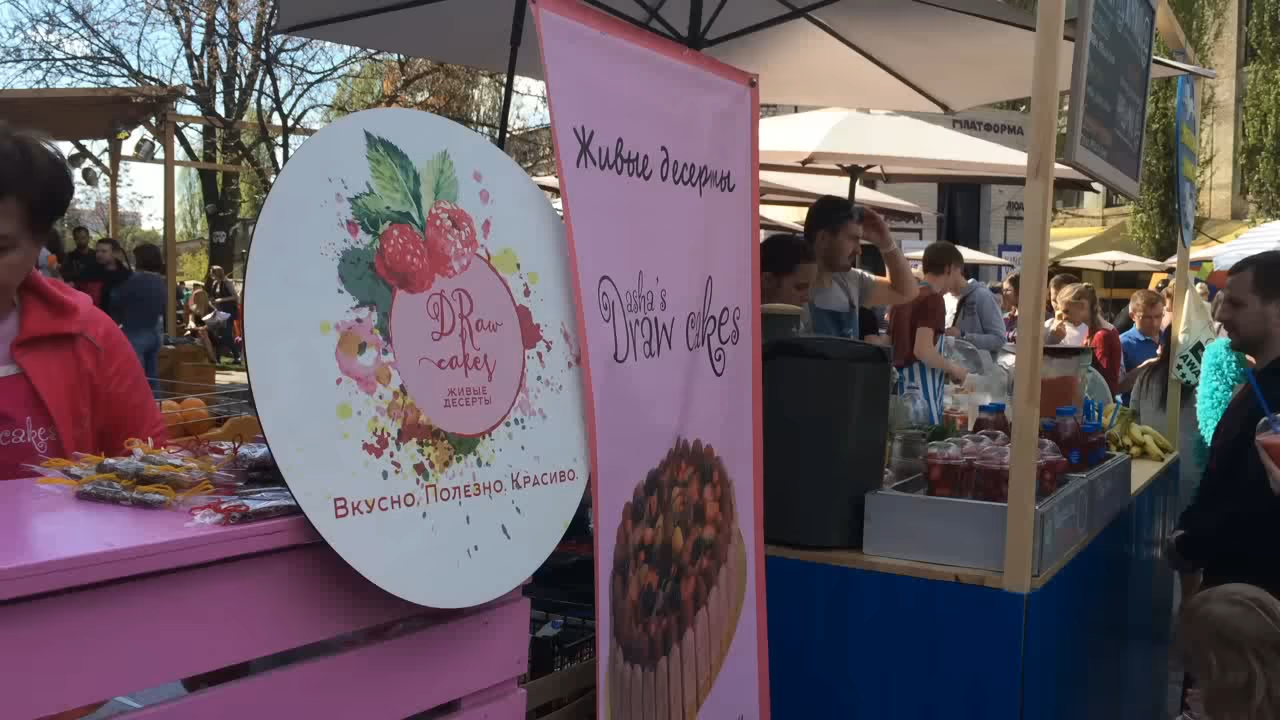 DRaw
cakes
ЖИВЫЕ
ДЕСЕРТЫ
Вкусно. Полезно. Красиво.
Живые десерты
Dasha's
Draw cakes
ПЛАТФОРМА
cakes